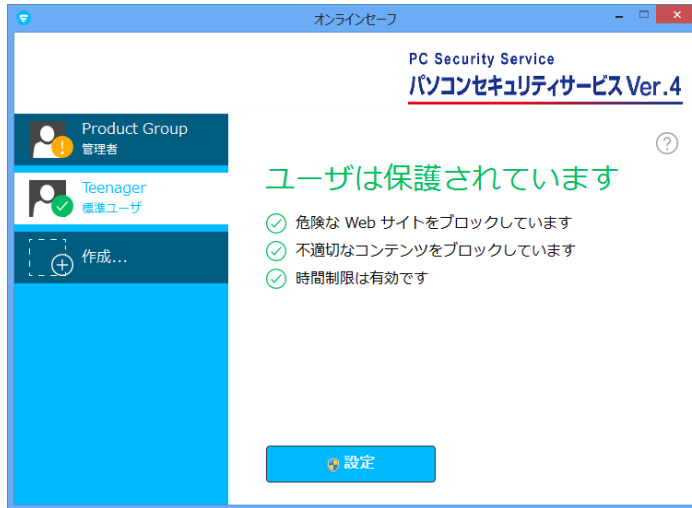 オンラインセーフ
PC Security Service
パソコンセキュリティサービス Ver.4
Product Group
管理者
Teenager
標準ユーザ
作成...
?
ユーザは保護されています
危険な Web サイトをブロックしています
不適切なコンテンツをブロックしています
時間制限は有効です
設定